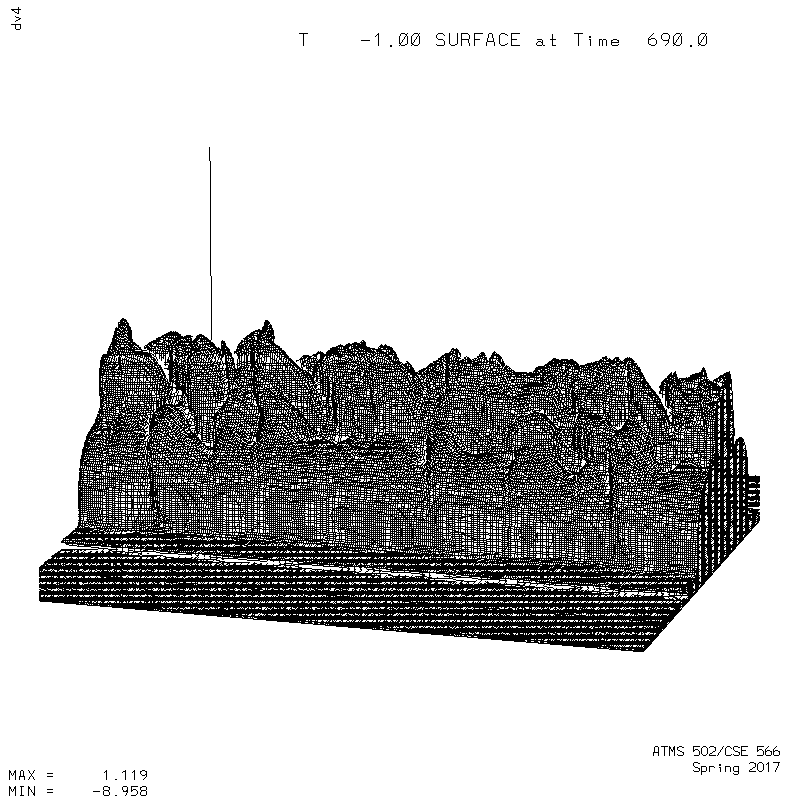 dv4
T -1.00 SURFACE at Time 690.0
ATMS 502/CSE 566
Spring 2017
MAX = 1.119
MIN = -8.958